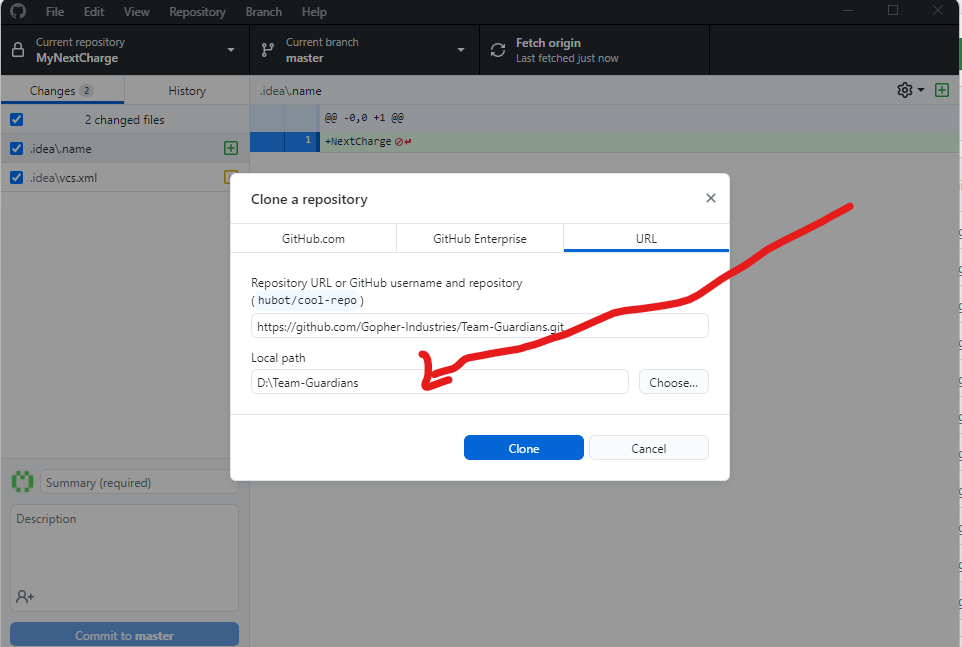 File Edit View Repository Branch Help
Current repository
MyNextCharge
Current branch
master
Fetch origin
Last fetched just now
Changes 2
History
.idea\.name
2 changed files
@@ -0,0 +1 @@
.idea\.name
1 +NextCharge
.idea\vcs.xml
Clone a repository
GitHub.com
GitHub Enterprise
URL
Repository URL or GitHub username and repository
(hubot/cool-repo)
https://github.com/Gopher-Industries/Team-Guardians.git
Local path
D:\Team-Guardians
Choose...
Clone
Cancel
Summary (required)
Description
Commit to master